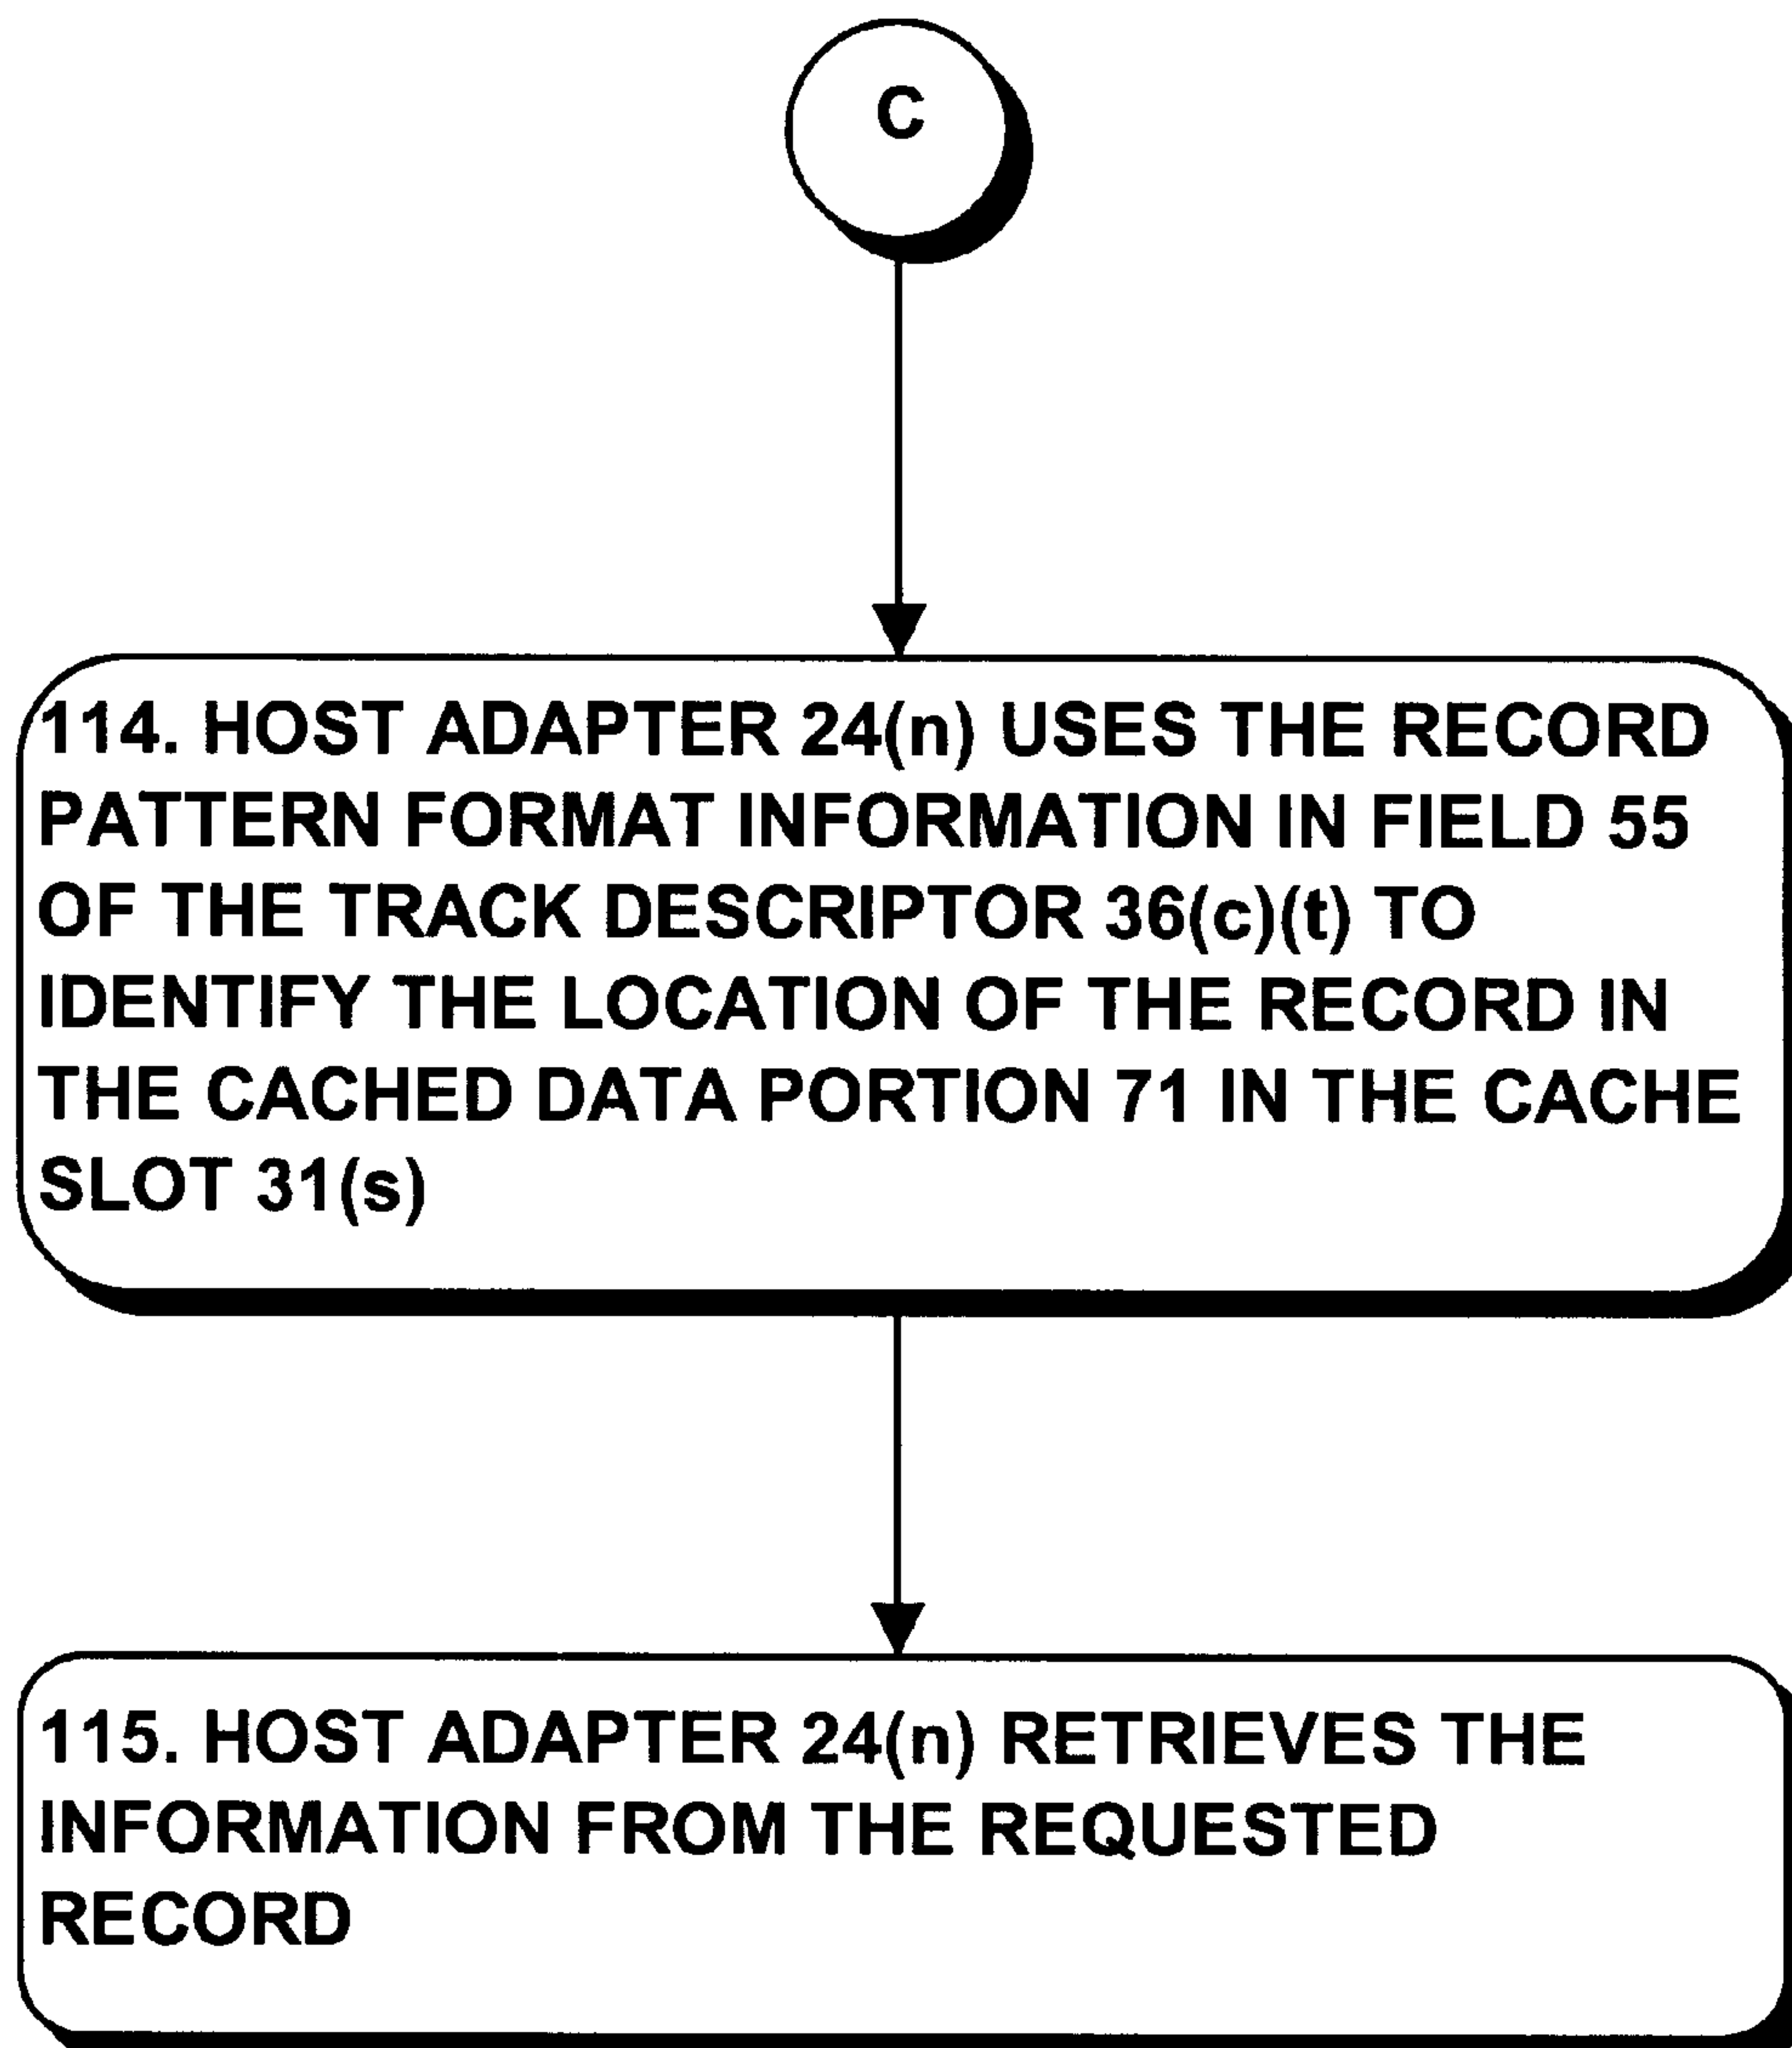 C
114. HOST ADAPTER 24(n) USES THE RECORD
PATTERN FORMAT INFORMATION IN FIELD 55
OF THE TRACK DESCRIPTOR 36(c)(t) TO
IDENTIFY THE LOCATION OF THE RECORD IN
THE CACHED DATA PORTION 71 IN THE CACHE
SLOT 31(s)
115. HOST ADAPTER 24(n) RETRIEVES THE
INFORMATION FROM THE REQUESTED
RECORD